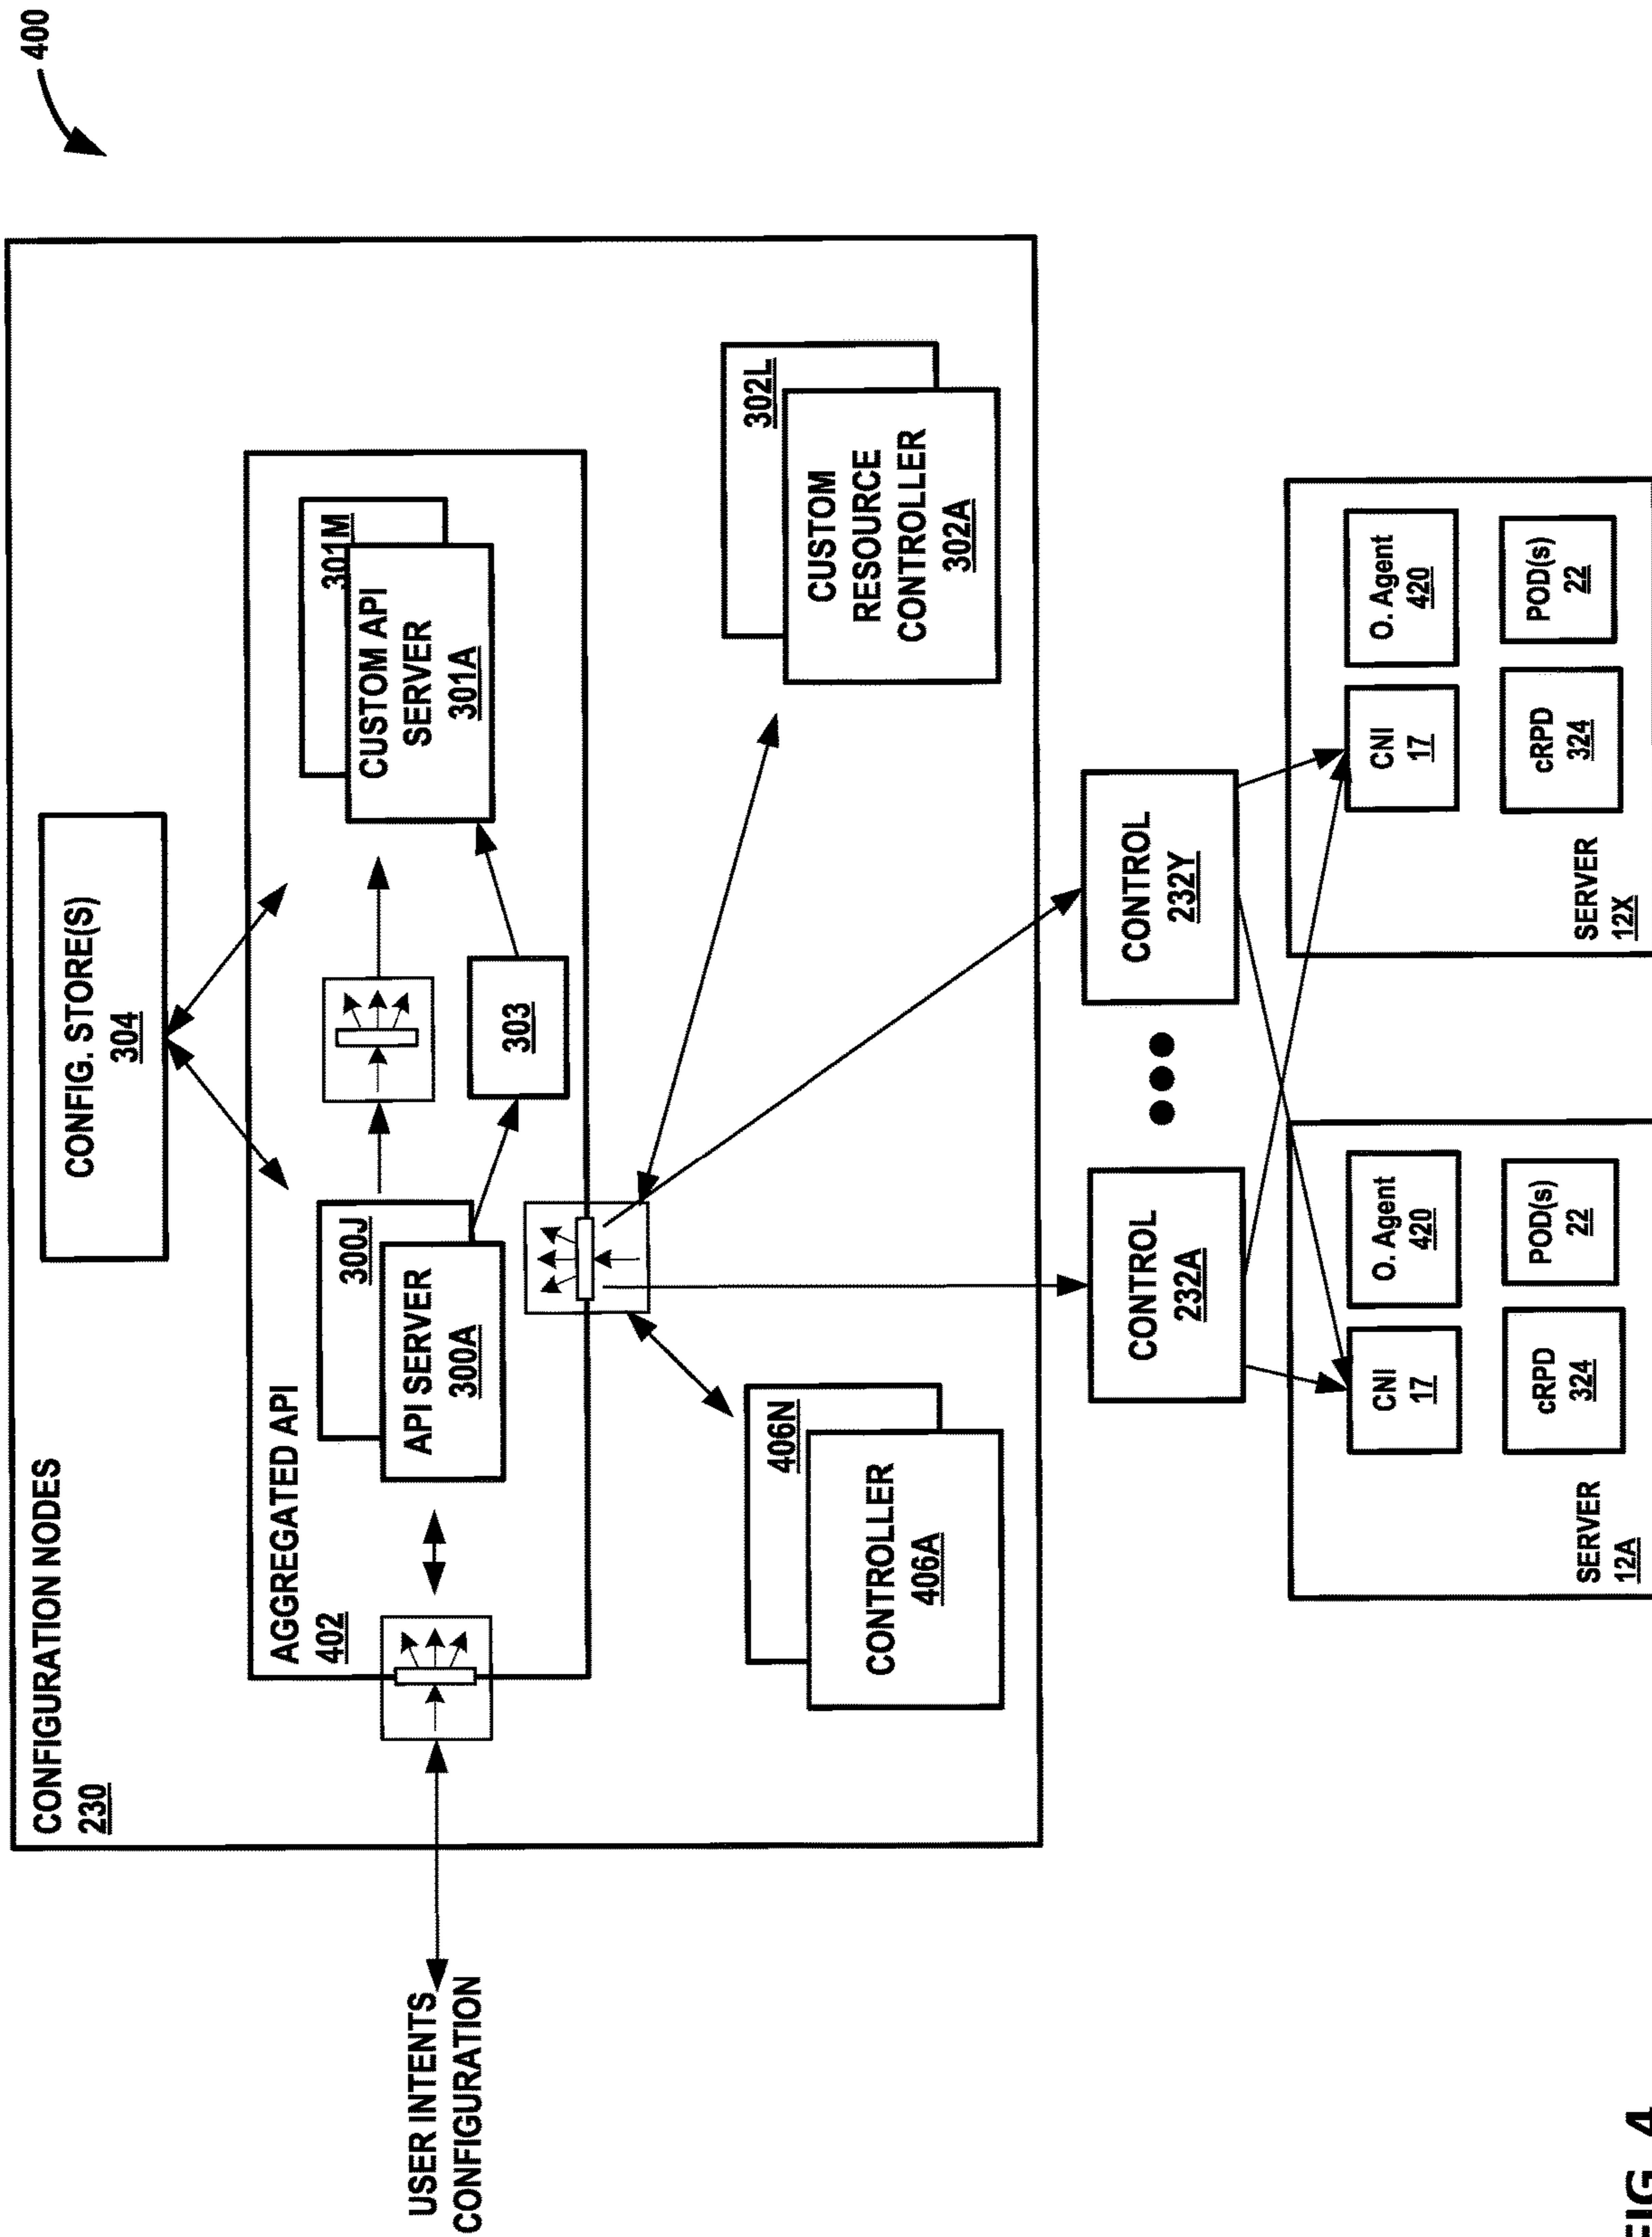 400
CONFIGURATION NODES
230
CONFIG. STORE(S)
304
AGGREGATED API
402
300J
API SERVER
300A
301M
CUSTOM API
SERVER
301A
303
USER INTENTS
CONFIGURATION
406N
CONTROLLER
406A
302L
CUSTOM
RESOURCE
CONTROLLER
302A
CONTROL
232A
CONTROL
232Y
CNI
17
O. Agent
420
cRPD
324
POD(s)
22
SERVER
12A
CNI
17
O. Agent
420
cRPD
324
POD(s)
22
SERVER
12X
FIG. 4